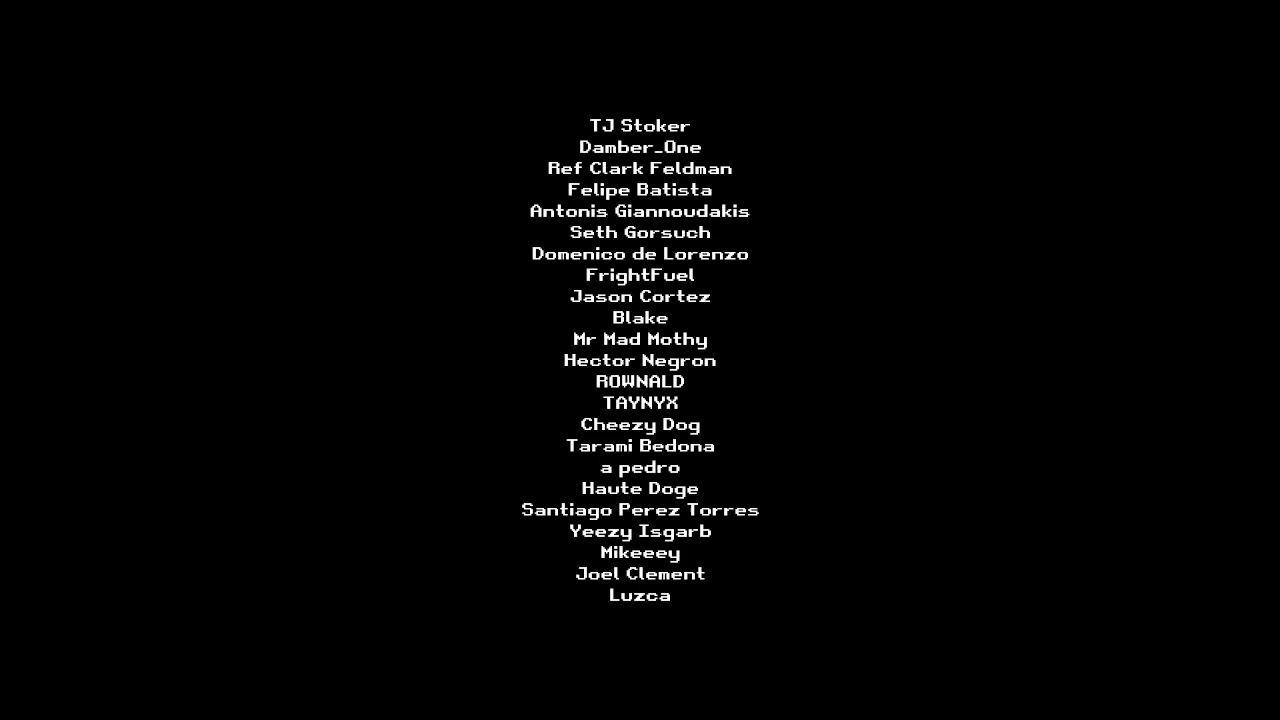 TJ Stoker
Damber_One
Ref Clark Feldman
Felipe Batista
Antonis Giannoudakis
Seth Gorsuch
Domenico de Lorenzo
FrightFuel
Jason Cortez
Blake
Mr Mad Mothy
Hector Negron
ROWNALD
TAYNYX
Cheezy Dog
Tarami Bedona
a pedro
Haute Doge
Santiago Perez Torres
Yeezy Isgarb
Mikeeey
Joel Clement
Luzca